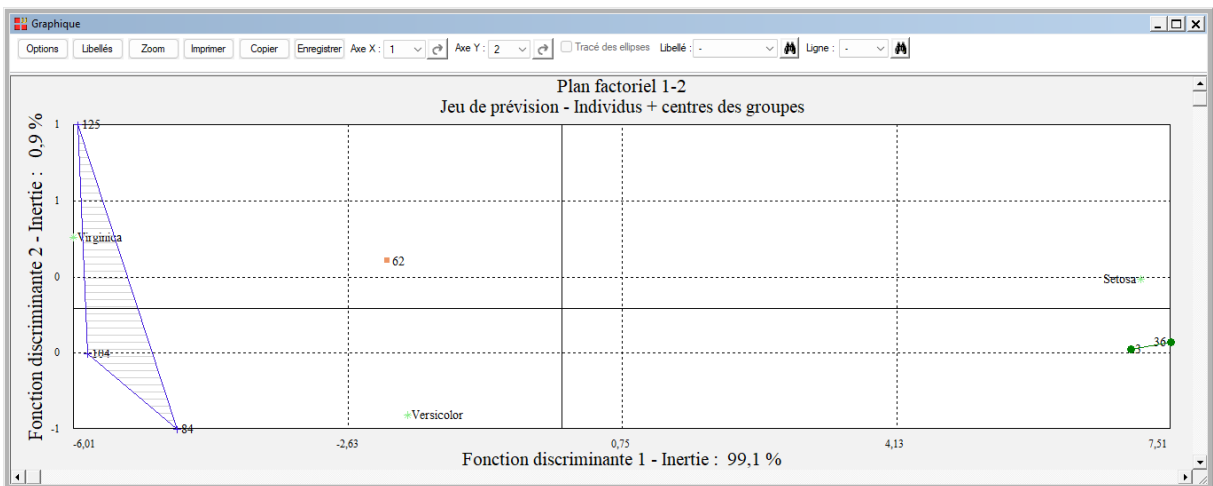 Graphique
Options Libellés Zoom Imprimer Copier Enregistrer Axe X : 1 Axe Y : 2 Tracé des ellipses Libellé : - Ligne : -
Plan factoriel 1-2
Jeu de prévision - Individus + centres des groupes
Fonction discriminante 2 - Inertie : 0,9 %
1
125
1
Virginica
62
0
Setosa
36
3
0
104
Versicolor
-1
84
-6,01 -2,63 0,75 4,13 7,51
Fonction discriminante 1 - Inertie : 99,1 %